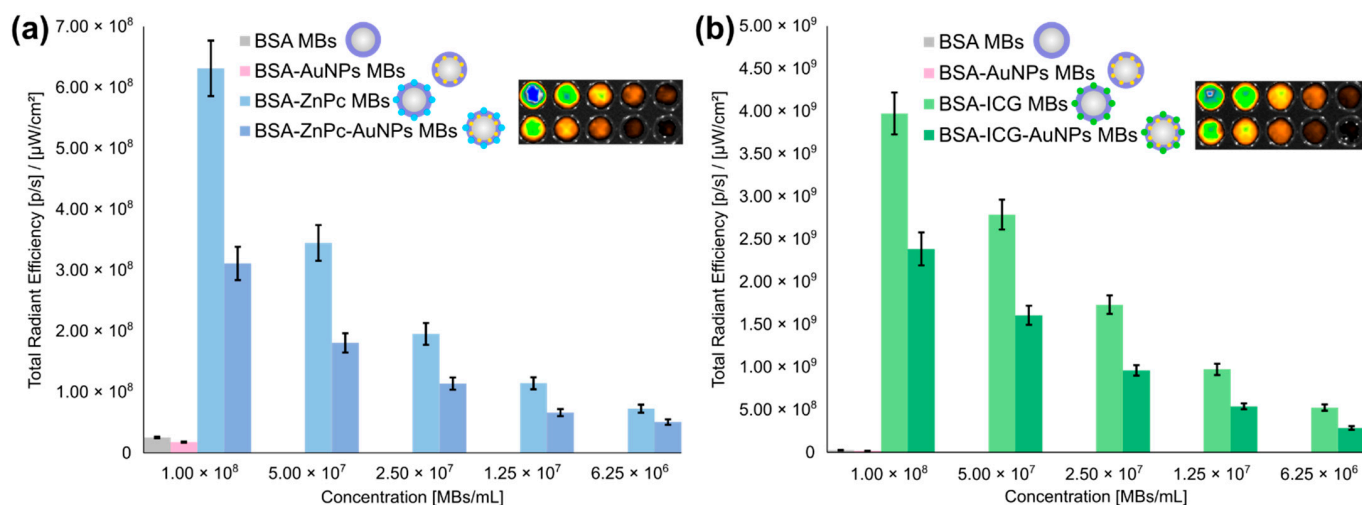 (a)
Total Radiant Efficiency [p/s] / [µW/cm²]
7.00 × 10⁸
6.00 × 10⁸
5.00 × 10⁸
4.00 × 10⁸
3.00 × 10⁸
2.00 × 10⁸
1.00 × 10⁸
0
BSA MBs
BSA-AuNPs MBs
BSA-ZnPc MBs
BSA-ZnPc-AuNPs MBs
1.00 × 10⁸ 5.00 × 10⁷ 2.50 × 10⁷ 1.25 × 10⁷ 6.25 × 10⁶
Concentration [MBs/mL]
(b)
Total Radiant Efficiency [p/s] / [µW/cm²]
5.00 × 10⁹
4.50 × 10⁹
4.00 × 10⁹
3.50 × 10⁹
3.00 × 10⁹
2.50 × 10⁹
2.00 × 10⁹
1.50 × 10⁹
1.00 × 10⁹
5.00 × 10⁸
0
BSA MBs
BSA-AuNPs MBs
BSA-ICG MBs
BSA-ICG-AuNPs MBs
1.00 × 10⁸ 5.00 × 10⁷ 2.50 × 10⁷ 1.25 × 10⁷ 6.25 × 10⁶
Concentration [MBs/mL]